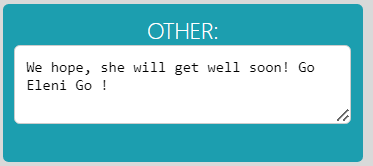 OTHER:
We hope, she will get well soon! Go
Eleni Go !